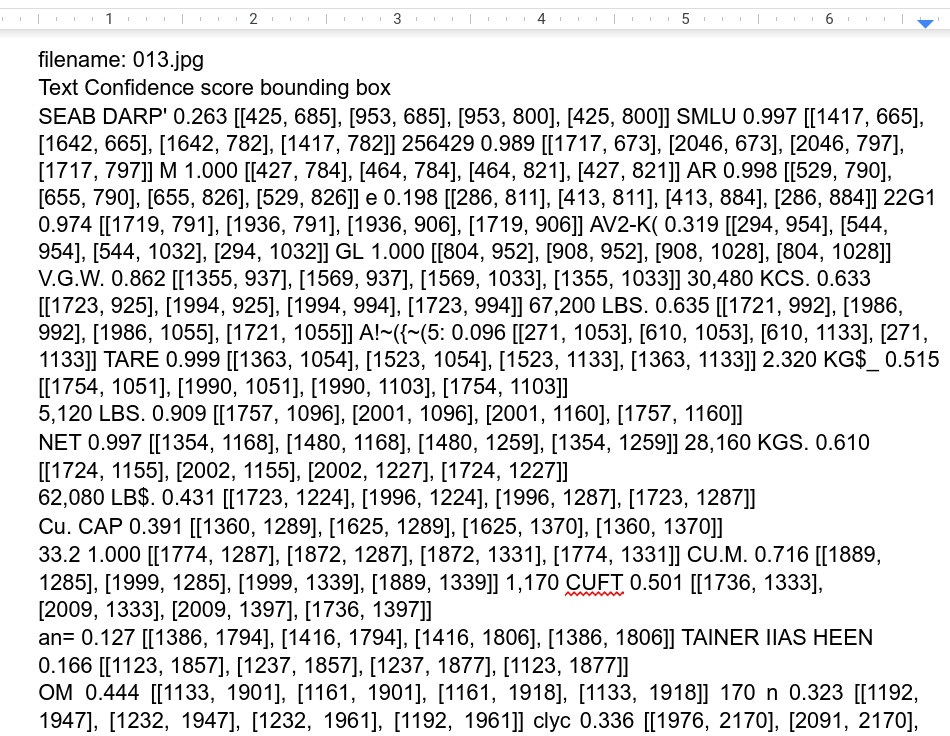 1 2 3 4 5 6
filename: 013.jpg
Text Confidence score bounding box
SEAB DARP' 0.263 [[425, 685], [953, 685], [953, 800], [425, 800]] SMLU 0.997 [[1417, 665],
[1642, 665], [1642, 782], [1417, 782]] 256429 0.989 [[1717, 673], [2046, 673], [2046, 797],
[1717, 797]] M 1.000 [[427, 784], [464, 784], [464, 821], [427, 821]] AR 0.998 [[529, 790],
[655, 790], [655, 826], [529, 826]] e 0.198 [[286, 811], [413, 811], [413, 884], [286, 884]] 22G1
0.974 [[1719, 791], [1936, 791], [1936, 906], [1719, 906]] AV2-K( 0.319 [[294, 954], [544,
954], [544, 1032], [294, 1032]] GL 1.000 [[804, 952], [908, 952], [908, 1028], [804, 1028]]
V.G.W. 0.862 [[1355, 937], [1569, 937], [1569, 1033], [1355, 1033]] 30,480 KCS. 0.633
[[1723, 925], [1994, 925], [1994, 994], [1723, 994]] 67,200 LBS. 0.635 [[1721, 992], [1986,
992], [1986, 1055], [1721, 1055]] A!~({~(5: 0.096 [[271, 1053], [610, 1053], [610, 1133], [271,
1133]] TARE 0.999 [[1363, 1054], [1523, 1054], [1523, 1133], [1363, 1133]] 2.320 KG$_ 0.515
[[1754, 1051], [1990, 1051], [1990, 1103], [1754, 1103]]
5,120 LBS. 0.909 [[1757, 1096], [2001, 1096], [2001, 1160], [1757, 1160]]
NET 0.997 [[1354, 1168], [1480, 1168], [1480, 1259], [1354, 1259]] 28,160 KGS. 0.610
[[1724, 1155], [2002, 1155], [2002, 1227], [1724, 1227]]
62,080 LB$. 0.431 [[1723, 1224], [1996, 1224], [1996, 1287], [1723, 1287]]
Cu. CAP 0.391 [[1360, 1289], [1625, 1289], [1625, 1370], [1360, 1370]]
33.2 1.000 [[1774, 1287], [1872, 1287], [1872, 1331], [1774, 1331]] CU.M. 0.716 [[1889,
1285], [1999, 1285], [1999, 1339], [1889, 1339]] 1,170 CUFT 0.501 [[1736, 1333],
[2009, 1333], [2009, 1397], [1736, 1397]]
an= 0.127 [[1386, 1794], [1416, 1794], [1416, 1806], [1386, 1806]] TAINER IIAS HEEN
0.166 [[1123, 1857], [1237, 1857], [1237, 1877], [1123, 1877]]
OM 0.444 [[1133, 1901], [1161, 1901], [1161, 1918], [1133, 1918]] 170 n 0.323 [[1192,
1947], [1232, 1947], [1232, 1961], [1192, 1961]] clyc 0.336 [[1976, 2170], [2091, 2170],